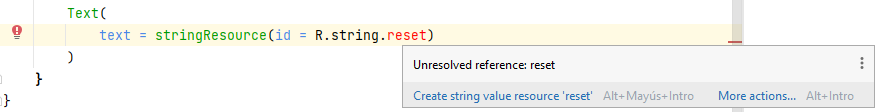 Text(
text = stringResource(id = R.string.reset)
)
}
}
Unresolved reference: reset
Create string value resource 'reset' Alt+Mayús+Intro More actions... Alt+Intro